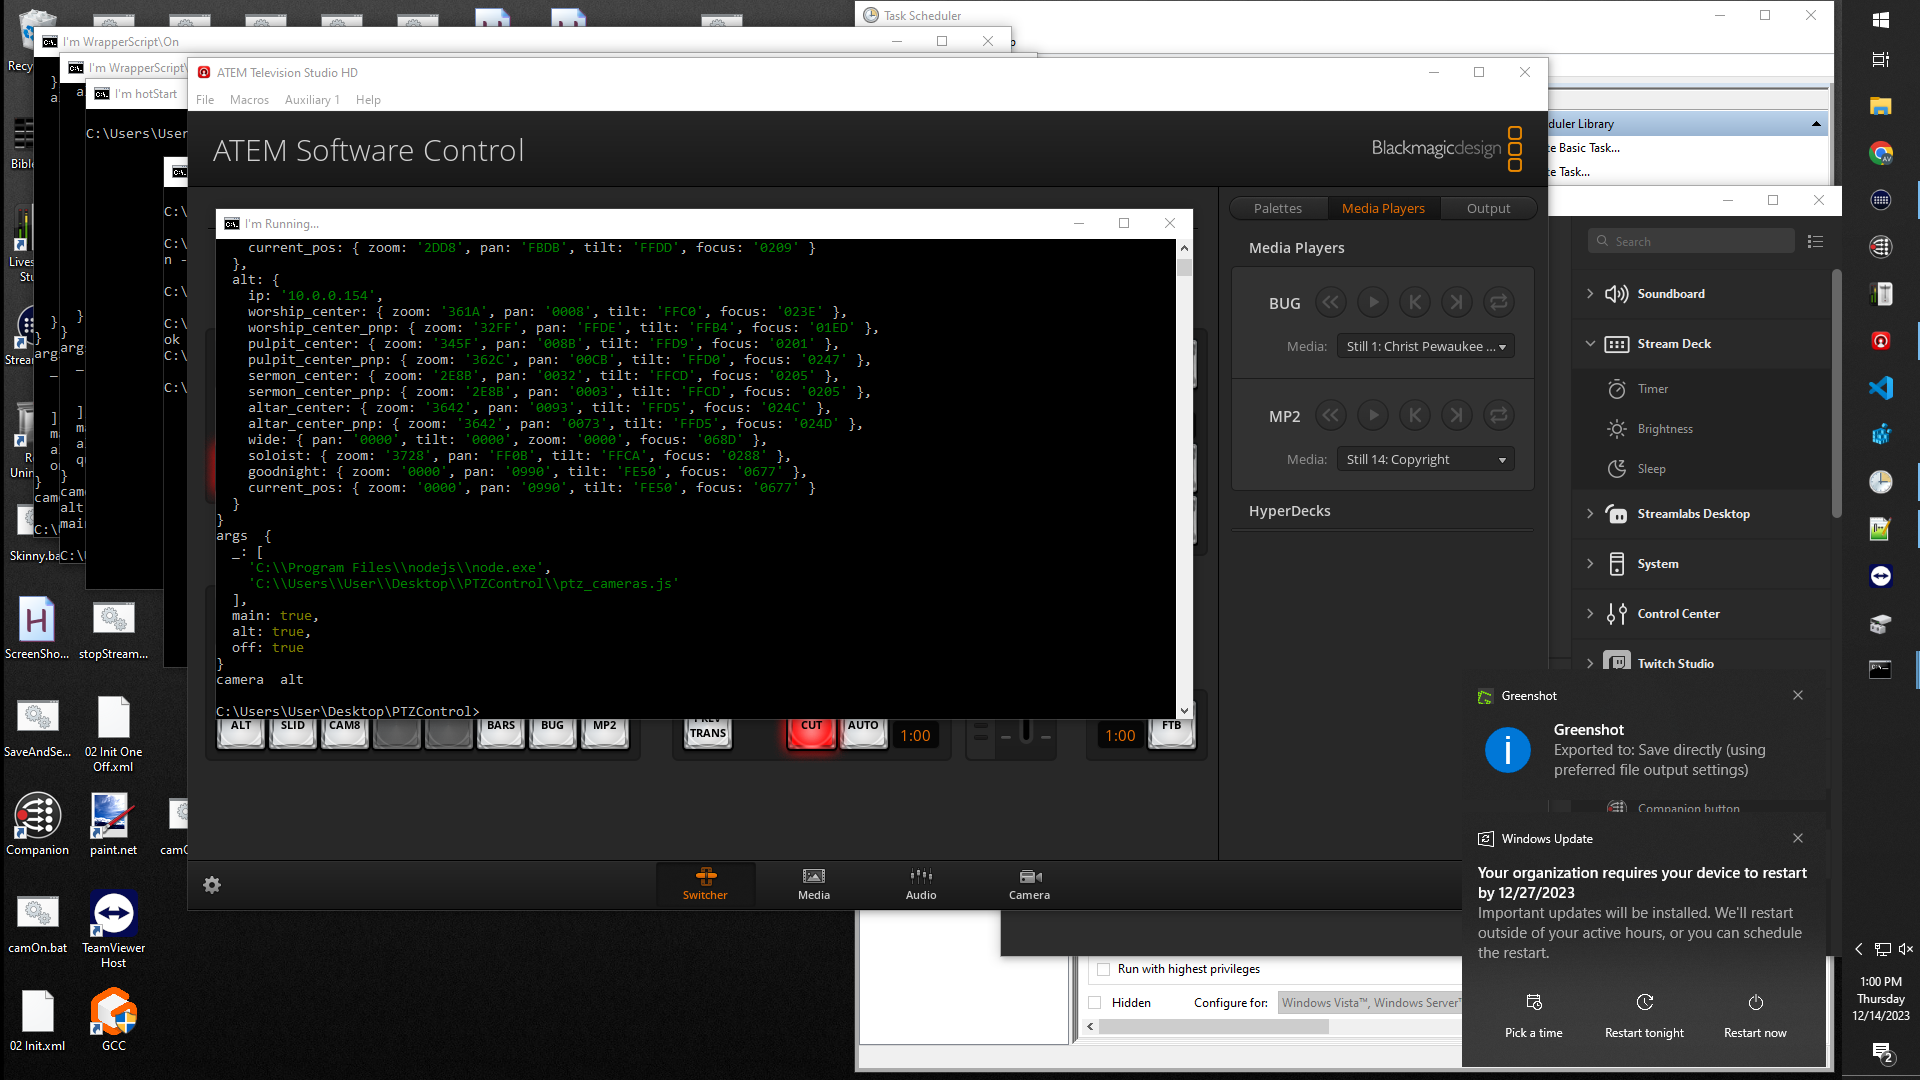 Task Scheduler
I'm WrapperScript\On
I'm WrapperScript\
I'm hotStart
C:\Users\User
ATEM Television Studio HD
File Macros Auxiliary 1 Help
ATEM Software Control
Blackmagicdesign
duler Library
te Basic Task...
te Task...
Palettes Media Players Output
Media Players
BUG
Media: Still 1: Christ Pewaukee ...
MP2
Media: Still 14: Copyright
HyperDecks
I'm Running...
current_pos: { zoom: '2DD8', pan: 'FBDB', tilt: 'FFDD', focus: '0209' }
},
alt: {
ip: '10.0.0.154',
worship_center: { zoom: '361A', pan: '0008', tilt: 'FFC0', focus: '023E' },
worship_center_pnp: { zoom: '32FF', pan: 'FFDE', tilt: 'FFB4', focus: '01ED' },
pulpit_center: { zoom: '345F', pan: '008B', tilt: 'FFD9', focus: '0201' },
pulpit_center_pnp: { zoom: '362C', pan: '00CB', tilt: 'FFD0', focus: '0247' },
sermon_center: { zoom: '2E8B', pan: '0032', tilt: 'FFCD', focus: '0205' },
sermon_center_pnp: { zoom: '2E8B', pan: '0003', tilt: 'FFCD', focus: '0205' },
altar_center: { zoom: '3642', pan: '0093', tilt: 'FFD5', focus: '024C' },
altar_center_pnp: { zoom: '3642', pan: '0073', tilt: 'FFD5', focus: '024D' },
wide: { pan: '0000', tilt: '0000', zoom: '0000', focus: '068D' },
soloist: { zoom: '3728', pan: 'FF0B', tilt: 'FFCA', focus: '0288' },
goodnight: { zoom: '0000', pan: '0990', tilt: 'FE50', focus: '0677' },
current_pos: { zoom: '0000', pan: '0990', tilt: 'FE50', focus: '0677' }
}
}
args {
_: [
'C:\\Program Files\\nodejs\\node.exe',
'C:\\Users\\User\\Desktop\\PTZControl\\ptz_cameras.js'
],
main: true,
alt: true,
off: true
}
camera alt
C:\Users\User\Desktop\PTZControl>
ALT SLID CAM8 BARS BUG MP2
TRANS
CUT AUTO 1:00
1:00 FTB
Switcher Media Audio Camera
Search
Soundboard
Stream Deck
Timer
Brightness
Sleep
Streamlabs Desktop
System
Control Center
Twitch Studio
Companion button
Greenshot
Greenshot
Exported to: Save directly (using
preferred file output settings)
Windows Update
Your organization requires your device to restart
by 12/27/2023
Important updates will be installed. We'll restart
outside of your active hours, or you can schedule
the restart.
Pick a time Restart tonight Restart now
Run with highest privileges
Hidden Configure for: Windows Vista™, Windows Server™
ScreenSho... stopStream...
SaveAndSe... 02 Init One
Off.xml
Companion paint.net
camOn.bat TeamViewer
Host
02 Init.xml GCC
Skinny.ba
1:00 PM
Thursday
12/14/2023
2